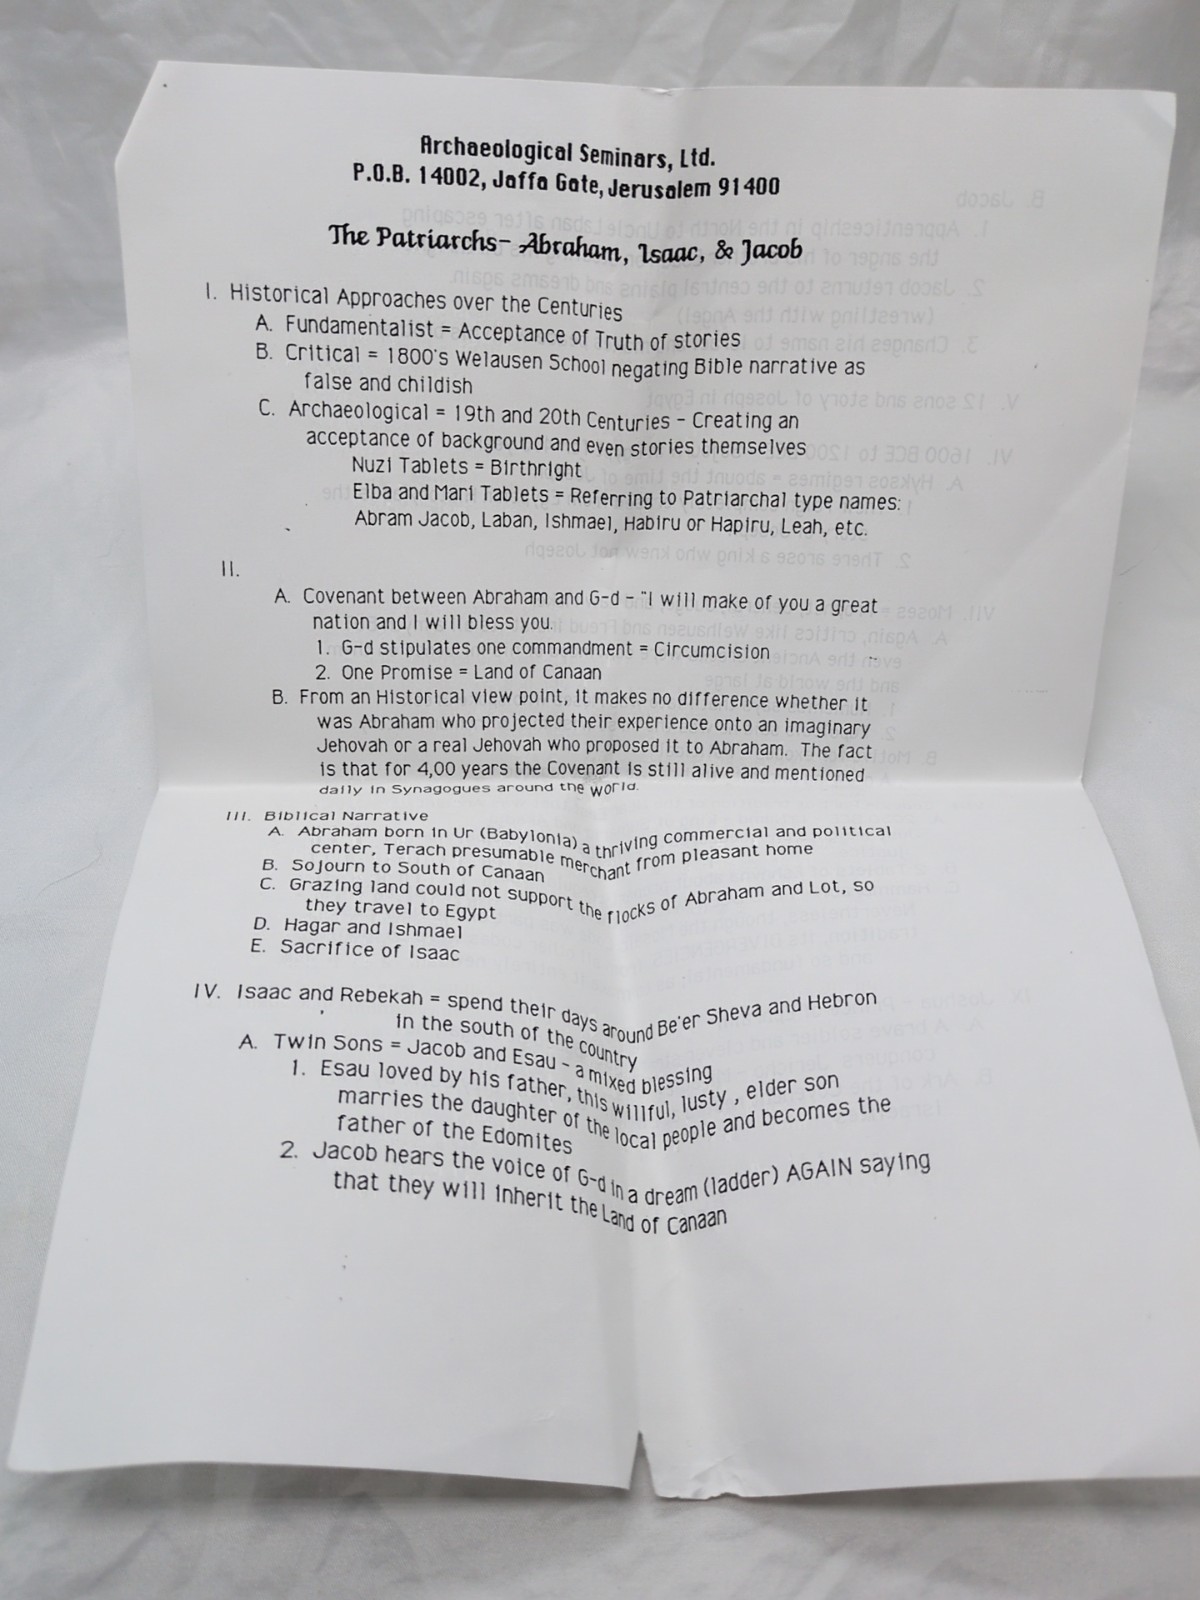 Archaeological Seminars, Ltd.
P.O.B. 14002, Jaffa Gate, Jerusalem 91400
The Patriarchs- Abraham, Isaac, & Jacob
I. Historical Approaches over the Centuries
A. Fundamentalist = Acceptance of Truth of stories
B. Critical = 1800's Welausen School negating Bible narrative as
false and childish
C. Archaeological = 19th and 20th Centuries - Creating an
acceptance of background and even stories themselves
Nuzi Tablets = Birthright
Elba and Mari Tablets = Referring to Patriarchal type names:
Abram Jacob, Laban, Ishmael, Habiru or Hapiru, Leah, etc.
II.
A. Covenant between Abraham and G-d - "I will make of you a great
nation and I will bless you.
1. G-d stipulates one commandment = Circumcision
2. One Promise = Land of Canaan
B. From an Historical view point, it makes no difference whether it
was Abraham who projected their experience onto an imaginary
Jehovah or a real Jehovah who proposed it to Abraham. The fact
is that for 4,00 years the Covenant is still alive and mentioned
daily in Synagogues around the world.
III. Biblical Narrative
A. Abraham born in Ur (Babylonia) a thriving commercial and political
center, Terach presumable merchant from pleasant home
B. Sojourn to South of Canaan
C. Grazing land could not support the flocks of Abraham and Lot, so
they travel to Egypt
D. Hagar and Ishmael
E. Sacrifice of Isaac
IV. Isaac and Rebekah = spend their days around Be'er Sheva and Hebron
in the south of the country
A. Twin Sons = Jacob and Esau - a mixed blessing
1. Esau loved by his father, this willful, lusty , elder son
marries the daughter of the local people and becomes the
father of the Edomites
2. Jacob hears the voice of G-d in a dream (ladder) AGAIN saying
that they will inherit the Land of Canaan